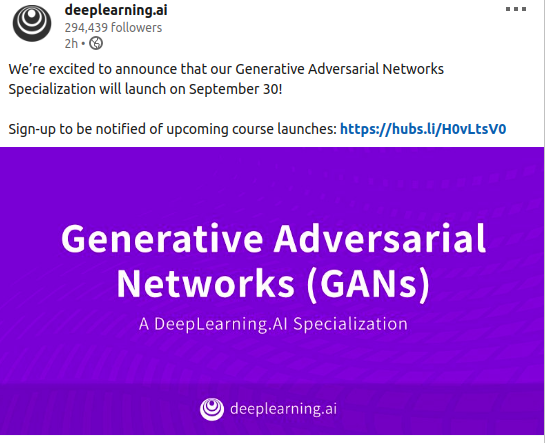 deeplearning.ai
294,439 followers
2h •
We’re excited to announce that our Generative Adversarial Networks
Specialization will launch on September 30!
Sign-up to be notified of upcoming course launches: https://hubs.li/H0vLtsV0
Generative Adversarial
Networks (GANs)
A DeepLearning.AI Specialization
deeplearning.ai